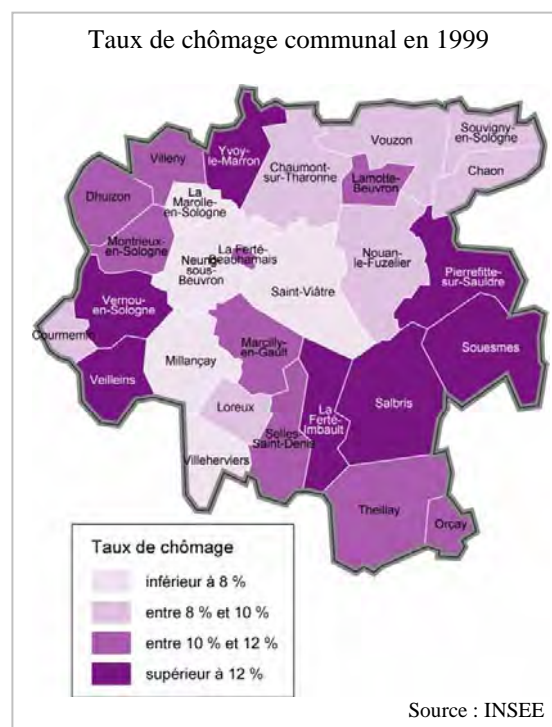 Taux de chômage communal en 1999
Souvigny-
en-Sologne
Vouzon
Yvoy-
le-Marron
Chaumont-
sur-Tharonne
Chaon
Villeny
Lamotte-
Beuvron
Dhuizon
La
Marolle-
en-Sologne
Montrieux-
en-Sologne
La Ferté-
Beauharnais
Neung-
sous-
Beuvron
Nouan-
le-Fuzelier
Pierrefitte-
sur-Sauldre
Saint-Viâtre
Vernou-
en-Sologne
Courmemin
Marcilly-
en-Gault
Souesmes
Millançay
Veilleins
Salbris
Loreux
La
Ferté-
Imbault
Selles-
Saint-Denis
Villeherviers
Theillay
Orçay
Taux de chômage
inférieur à 8 %
entre 8 % et 10 %
entre 10 % et 12 %
supérieur à 12 %
Source : INSEE